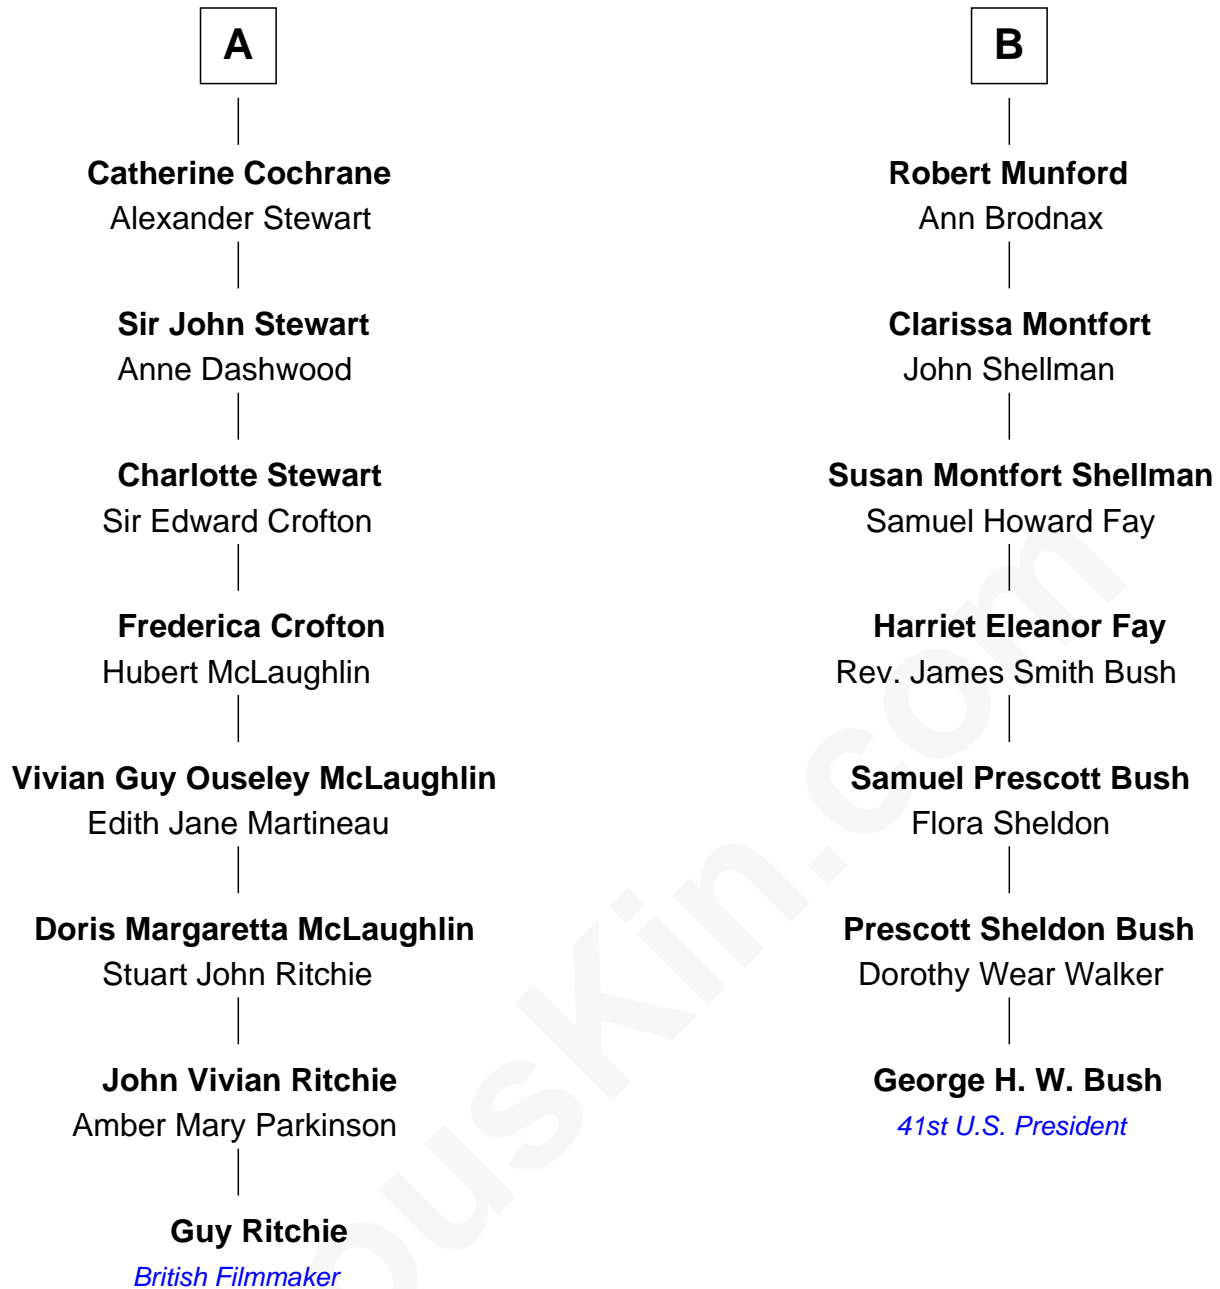 A
Catherine Cochrane
Alexander Stewart
Sir John Stewart
Anne Dashwood
Charlotte Stewart
Sir Edward Crofton
Frederica Crofton
Hubert McLaughlin
Vivian Guy Ouseley McLaughlin
Edith Jane Martineau
Doris Margaretta McLaughlin
Stuart John Ritchie
John Vivian Ritchie
Amber Mary Parkinson
Guy Ritchie
British Filmmaker
B
Robert Munford
Ann Brodnax
Clarissa Montfort
John Shellman
Susan Montfort Shellman
Samuel Howard Fay
Harriet Eleanor Fay
Rev. James Smith Bush
Samuel Prescott Bush
Flora Sheldon
Prescott Sheldon Bush
Dorothy Wear Walker
George H. W. Bush
41st U.S. President
ousKin.com